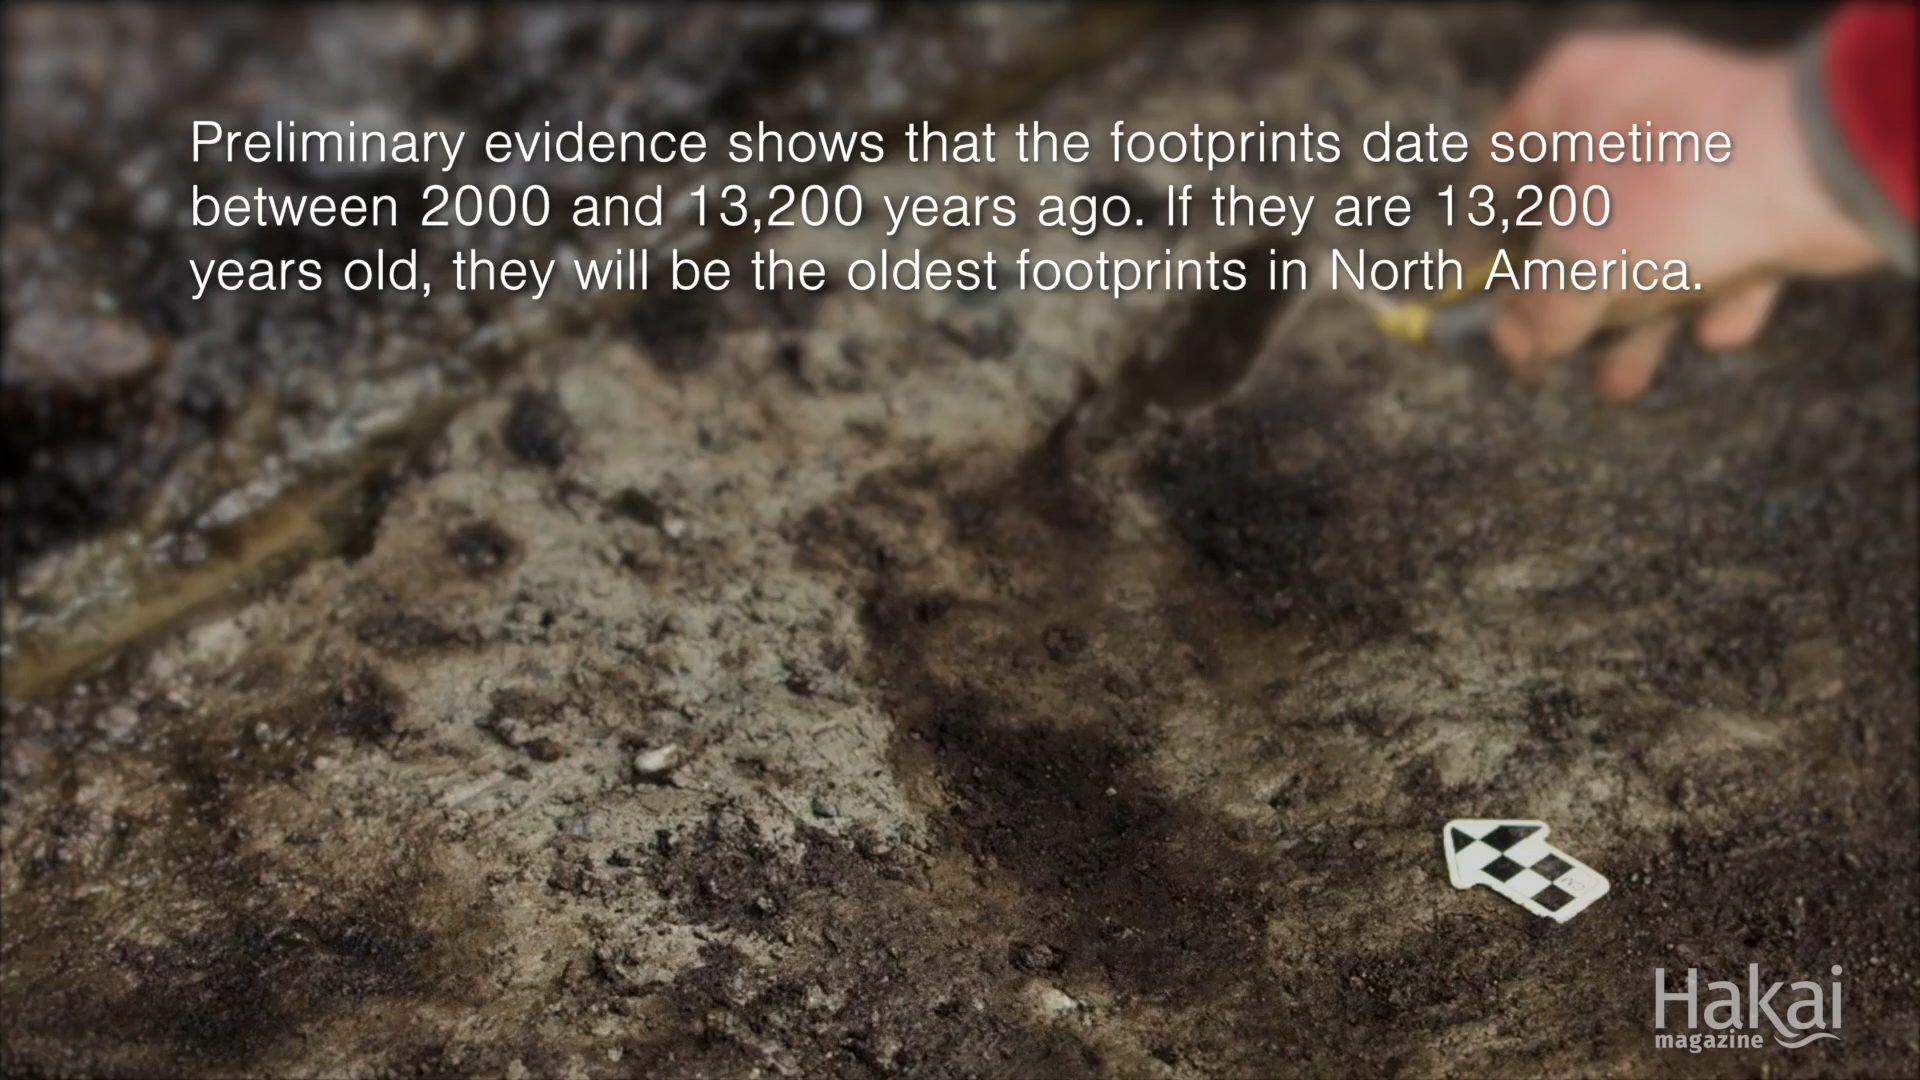 Preliminary evidence shows that the footprints date sometime
between 2000 and 13,200 years ago. If they are 13,200
years old, they will be the oldest footprints in North America.
Hakai
magazine